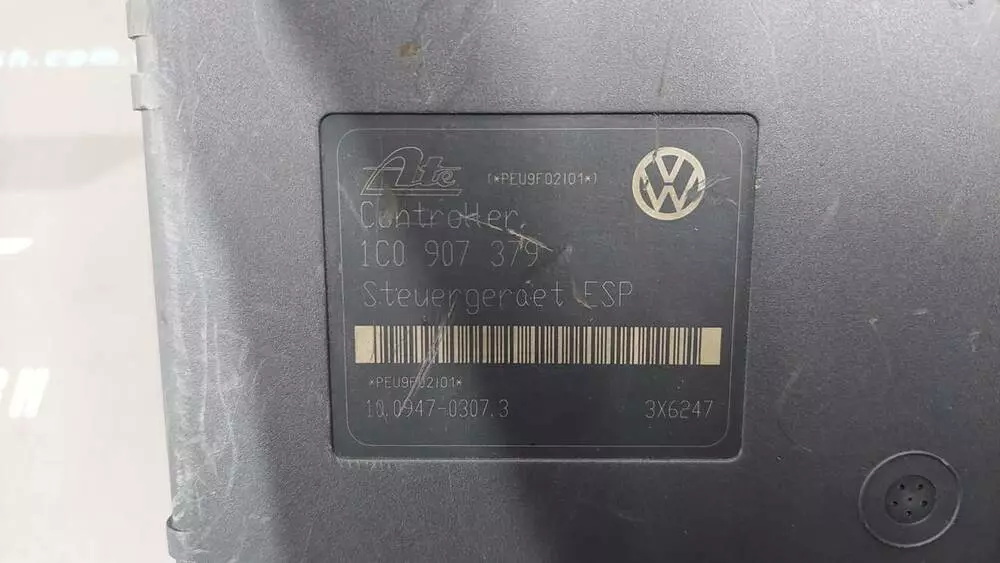 Ate (*PEU9F02I01*)
Controller
1C0 907 379
Steuergeraet ESP
*PEU9F02I01*
10.0947-0307.3 3X6247